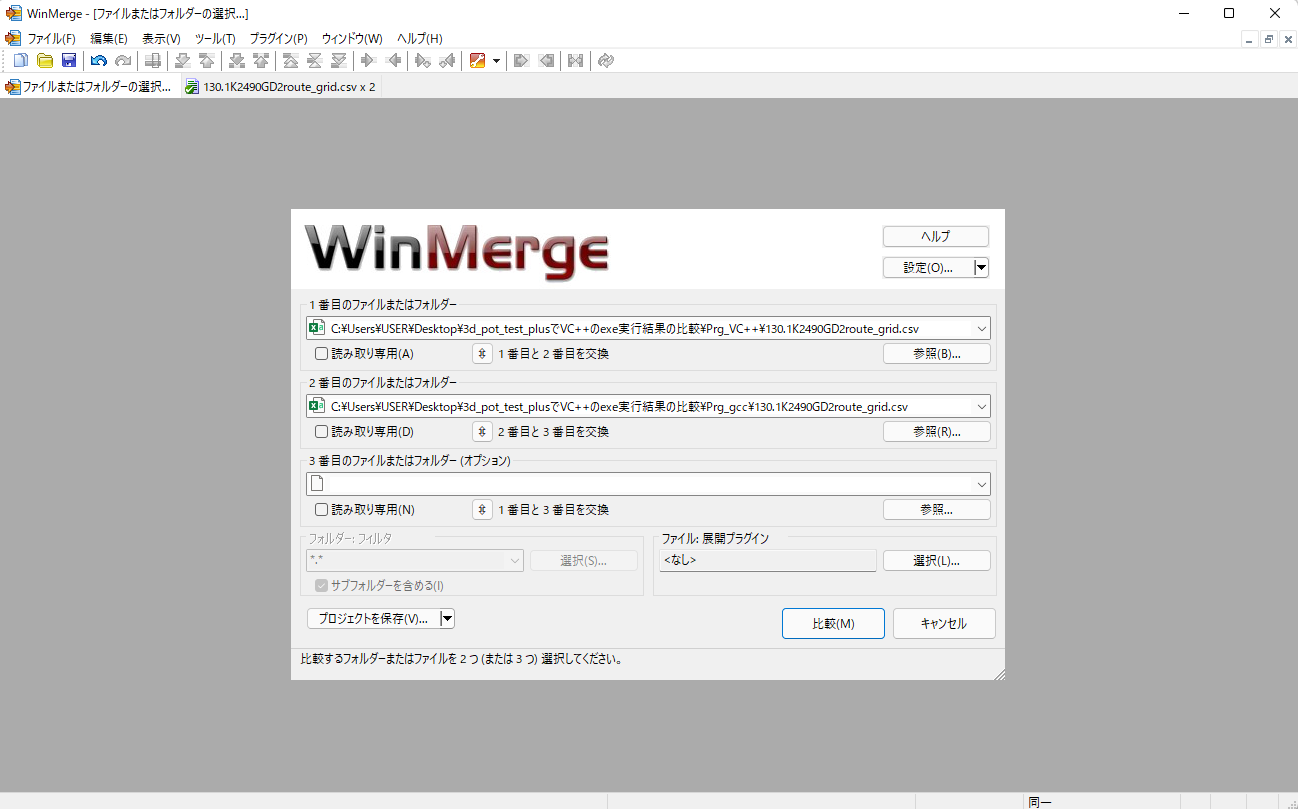 WinMerge - [ファイルまたはフォルダーの選択...]
ファイル(F) 編集(E) 表示(V) ツール(T) プラグイン(P) ウィンドウ(W) ヘルプ(H)
ファイルまたはフォルダーの選択... 130.1K2490GD2route_grid.csv x 2
WinMerge
ヘルプ
設定(O)...
1 番目のファイルまたはフォルダー
C:¥Users¥USER¥Desktop¥3d_pot_test_plusでVC++のexe実行結果の比較¥Prg_VC++¥130.1K2490GD2route_grid.csv
読み取り専用(A) 1 番目と 2 番目を交換 参照(B)...
2 番目のファイルまたはフォルダー
C:¥Users¥USER¥Desktop¥3d_pot_test_plusでVC++のexe実行結果の比較¥Prg_gcc¥130.1K2490GD2route_grid.csv
読み取り専用(D) 2 番目と 3 番目を交換 参照(R)...
3 番目のファイルまたはフォルダー (オプション)
読み取り専用(N) 1 番目と 3 番目を交換 参照...
フォルダー: フィルタ ファイル: 展開プラグイン
*.* 選択(S)... <なし> 選択(L)...
サブフォルダーを含める(I)
プロジェクトを保存(V)... 比較(M) キャンセル
比較するフォルダーまたはファイルを 2 つ (または 3 つ) 選択してください。
同一